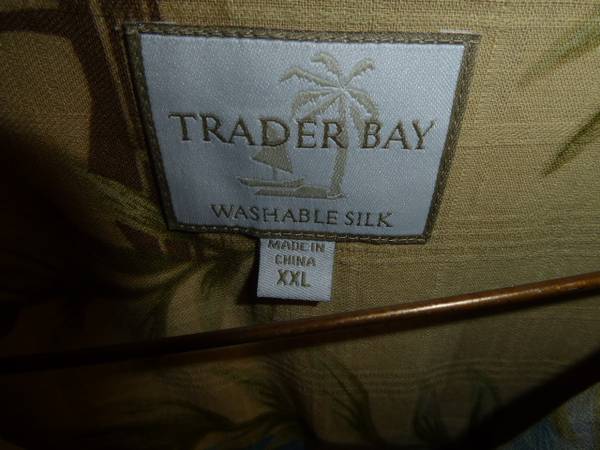 TRADER BAY
WASHABLE SILK
MADE IN
CHINA
XXL